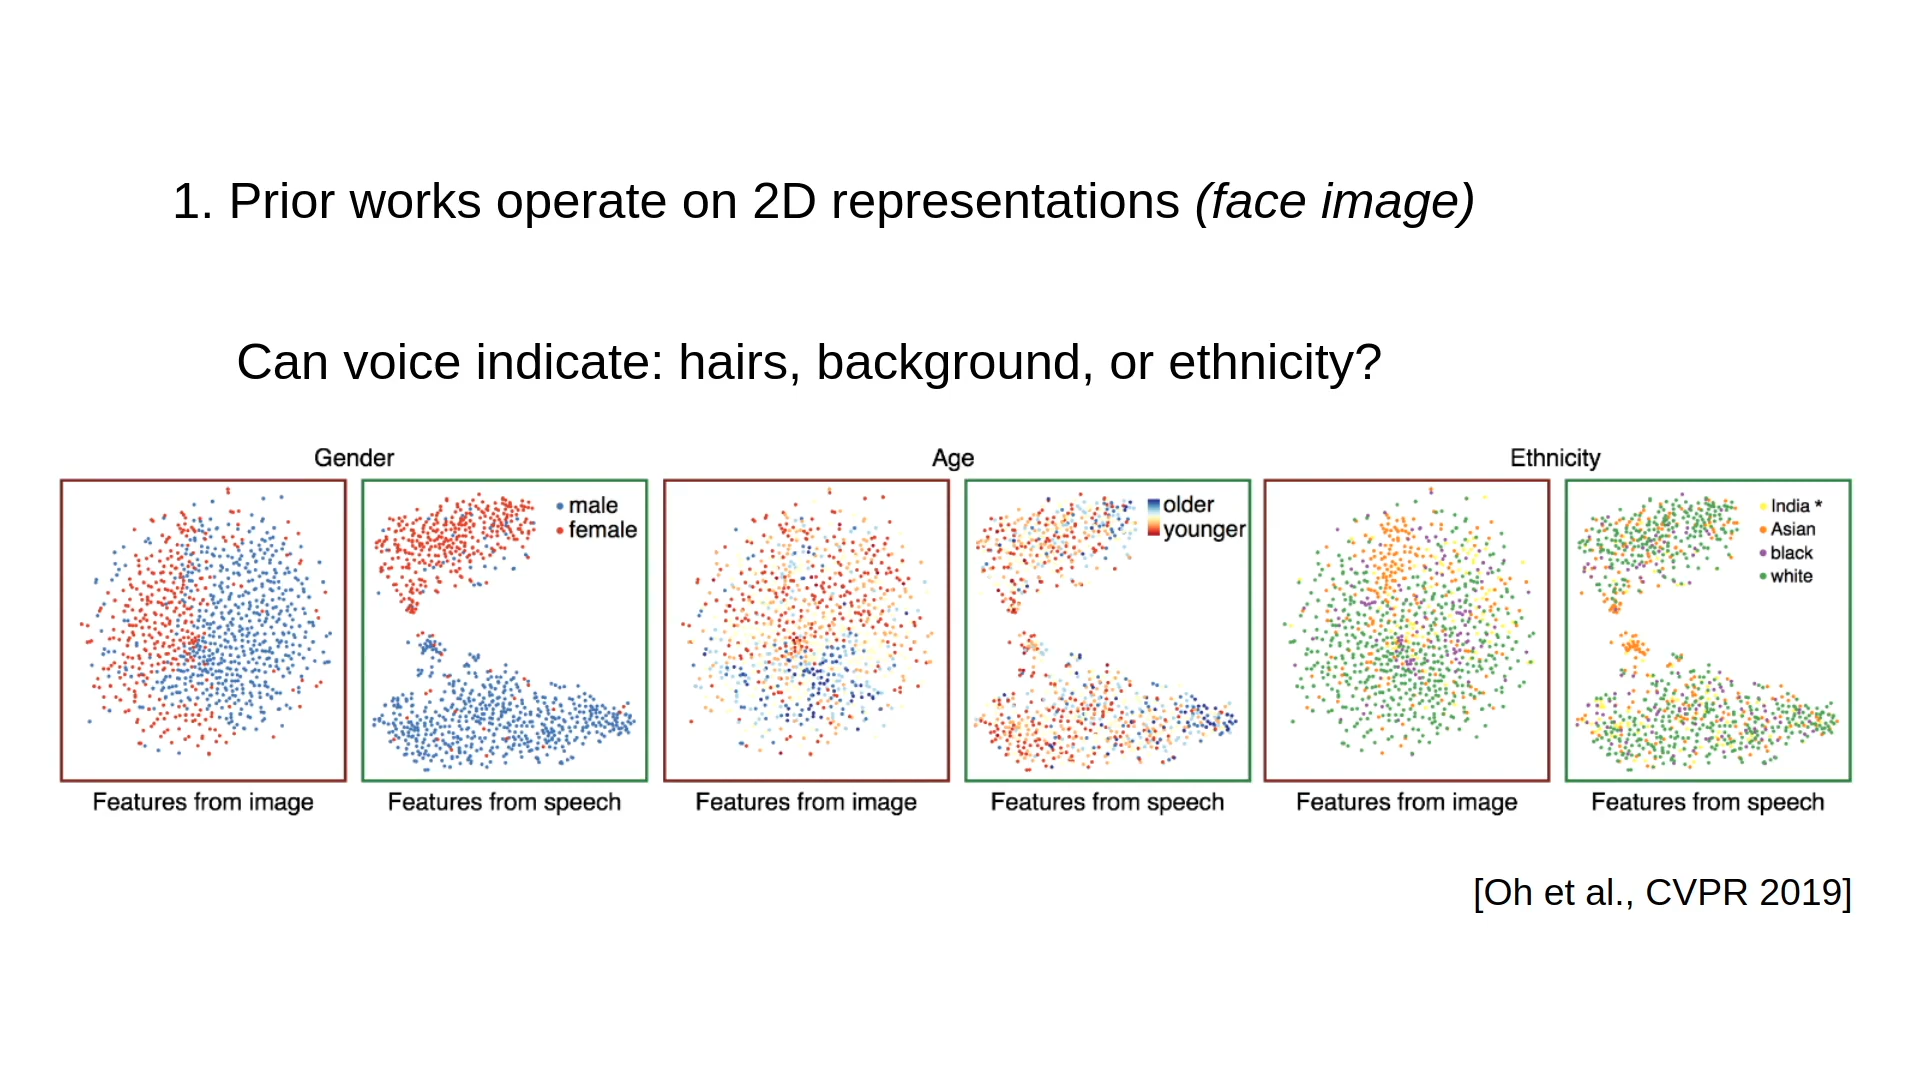 1. Prior works operate on 2D representations (face image)
Can voice indicate: hairs, background, or ethnicity?
Gender
Age
Ethnicity
male
female
older
younger
India *
Asian
black
white
Features from image
Features from speech
Features from image
Features from speech
Features from image
Features from speech
[Oh et al., CVPR 2019]